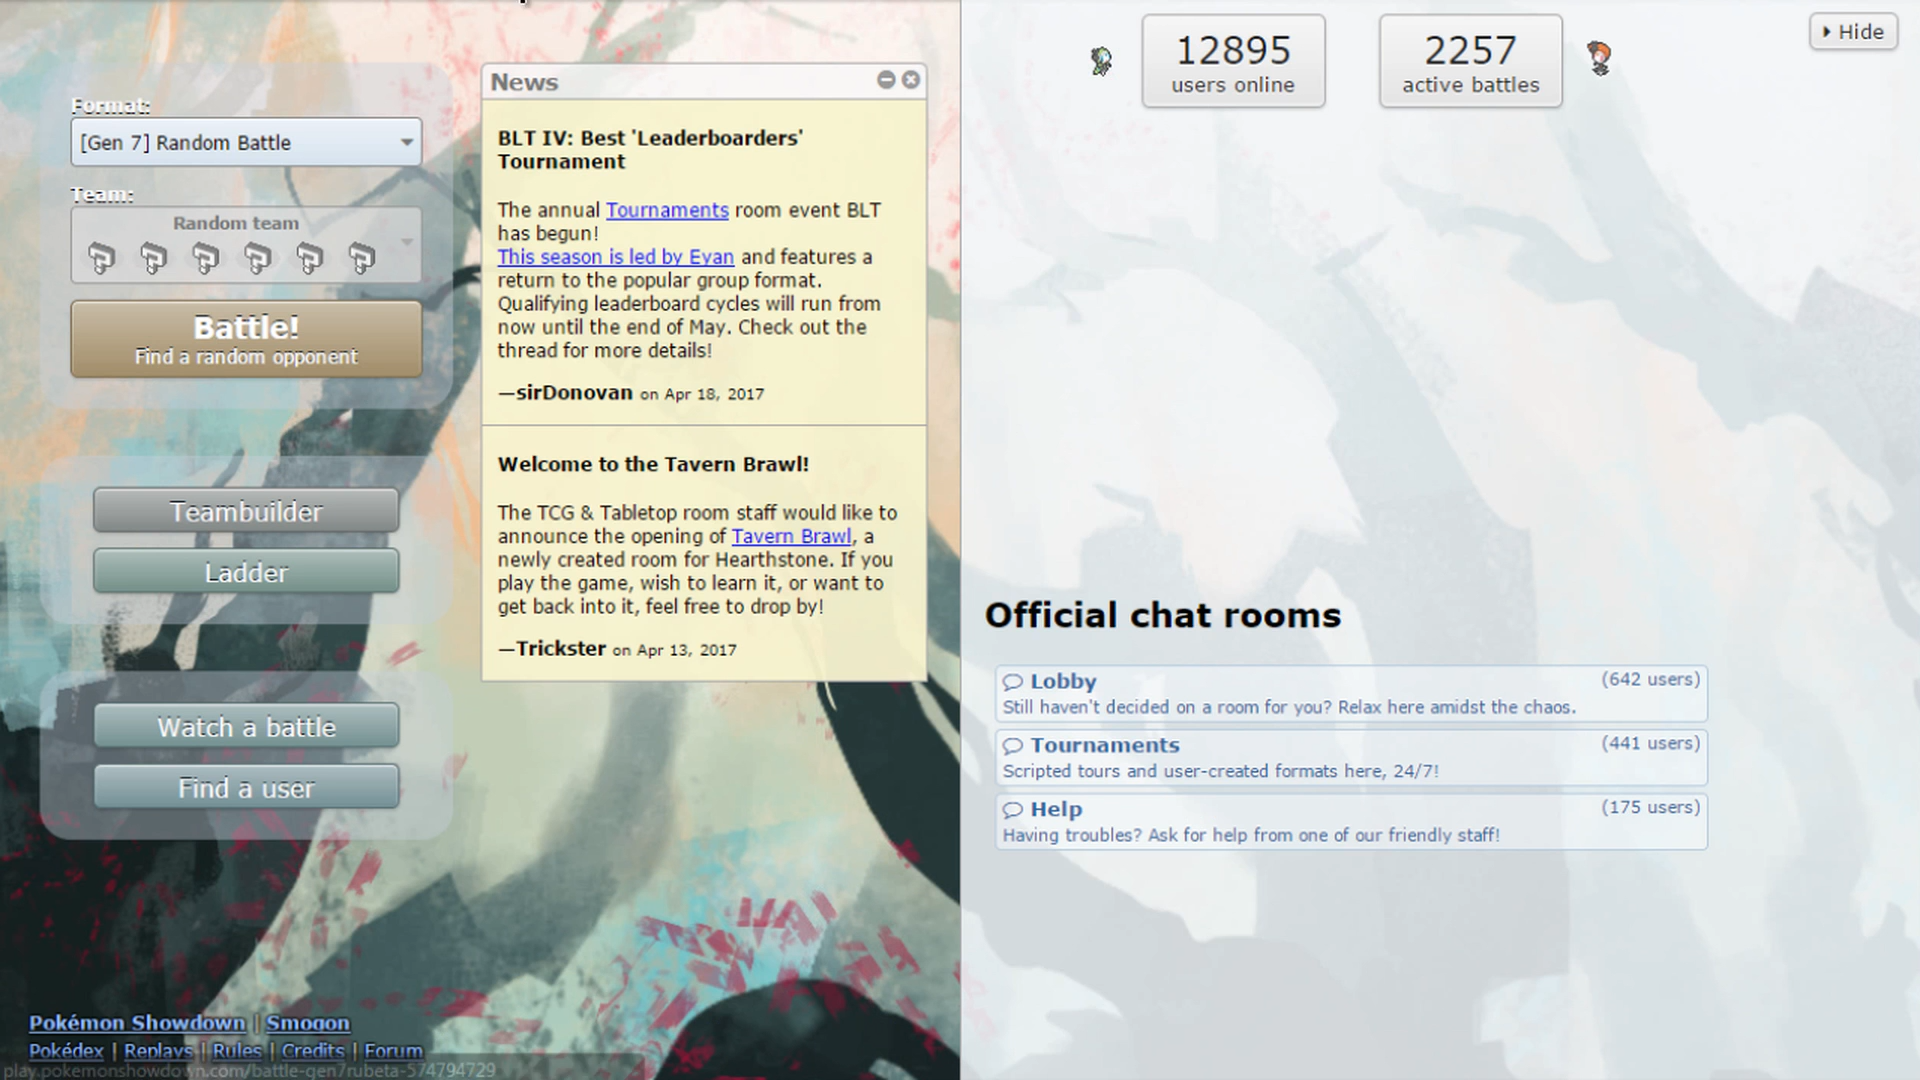 Format:
[Gen 7] Random Battle
Team:
Random team
Battle!
Find a random opponent
Teambuilder
Ladder
Watch a battle
Find a user
Pokémon Showdown | Smogon
Pokédex | Replays | Rules | Credits | Forum
play.pokemonshowdown.com/battle-gen7rubeta-574794729
News
BLT IV: Best 'Leaderboarders'
Tournament
The annual Tournaments room event BLT
has begun!
This season is led by Evan and features a
return to the popular group format.
Qualifying leaderboard cycles will run from
now until the end of May. Check out the
thread for more details!
—sirDonovan on Apr 18, 2017
Welcome to the Tavern Brawl!
The TCG & Tabletop room staff would like to
announce the opening of Tavern Brawl, a
newly created room for Hearthstone. If you
play the game, wish to learn it, or want to
get back into it, feel free to drop by!
—Trickster on Apr 13, 2017
12895
users online
2257
active battles
Hide
Official chat rooms
Lobby (642 users)
Still haven't decided on a room for you? Relax here amidst the chaos.
Tournaments (441 users)
Scripted tours and user-created formats here, 24/7!
Help (175 users)
Having troubles? Ask for help from one of our friendly staff!